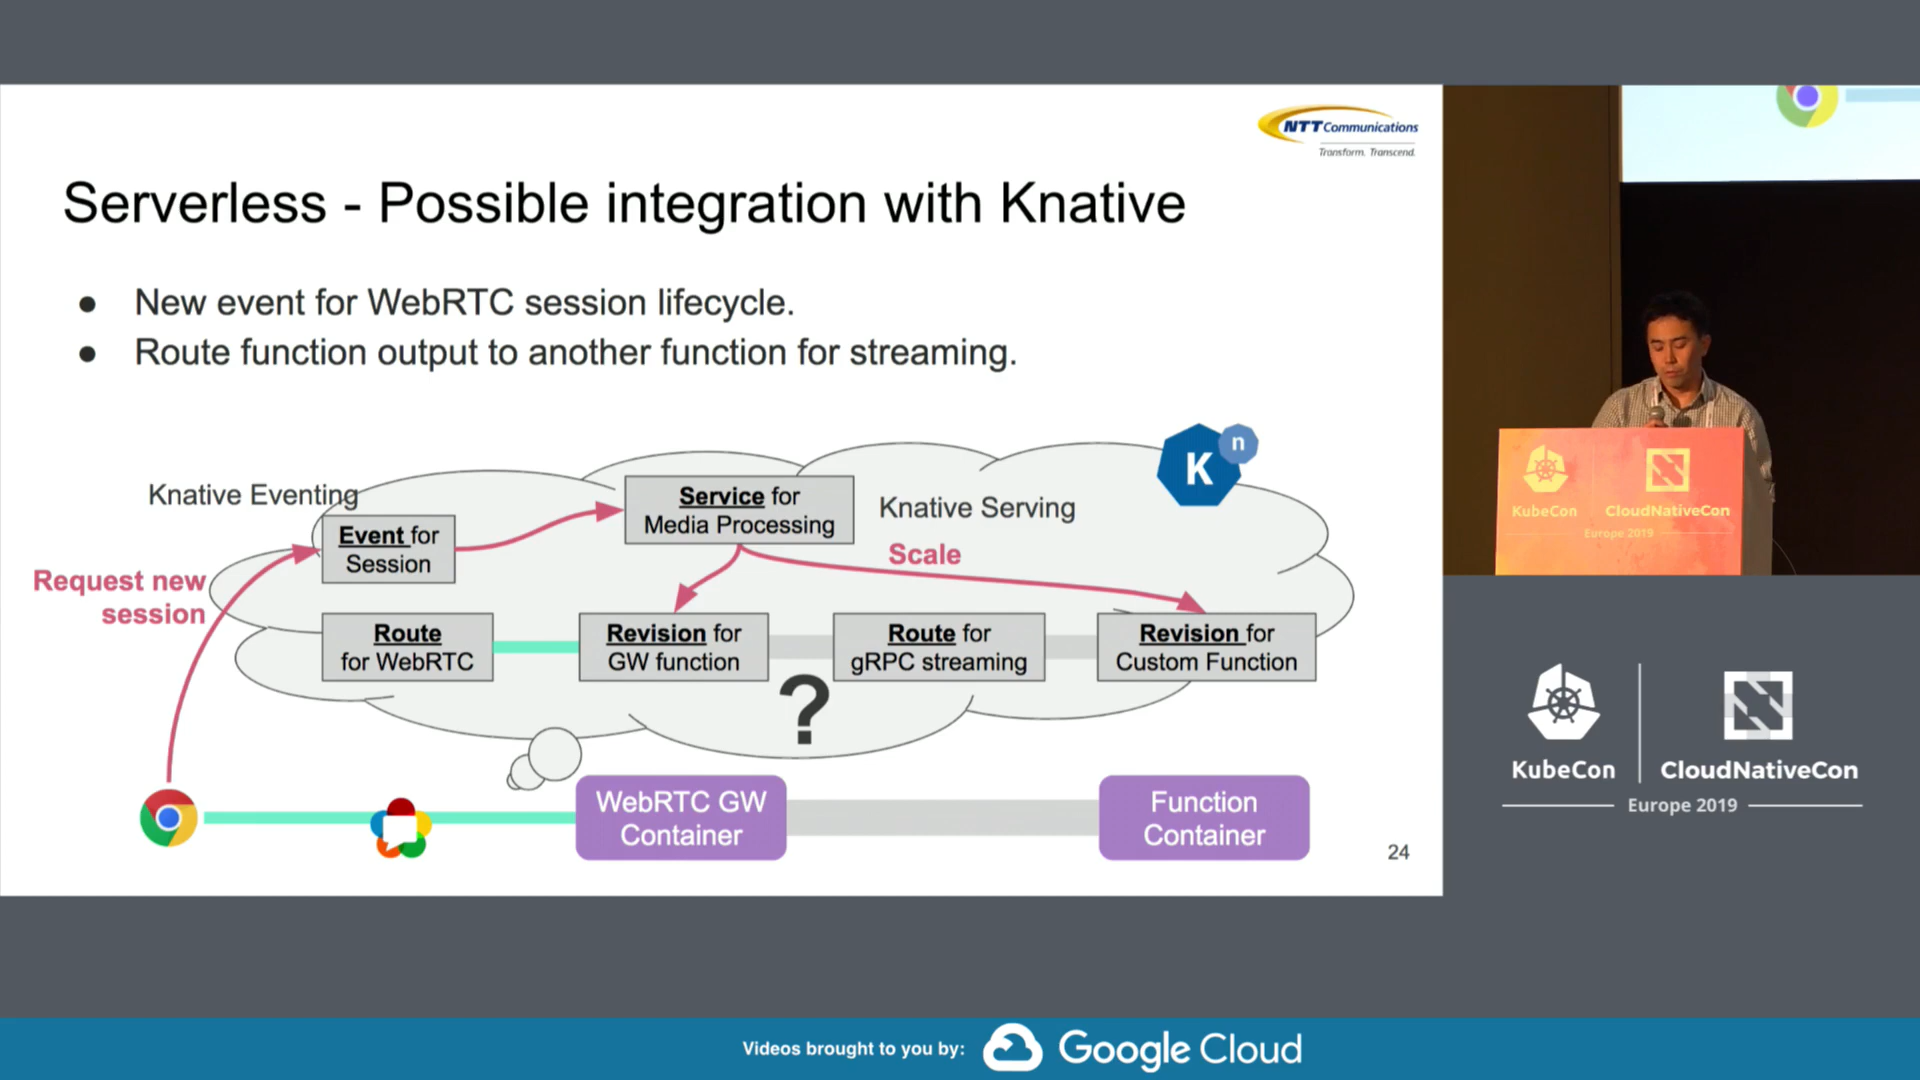 NTT Communications
Transform. Transcend.
Serverless - Possible integration with Knative
● New event for WebRTC session lifecycle.
● Route function output to another function for streaming.
Knative Eventing
Event for
Session
Service for
Media Processing
Knative Serving
K
n
Scale
Request new
session
Route
for WebRTC
Revision for
GW function
Route for
gRPC streaming
Revision for
Custom Function
?
WebRTC GW
Container
Function
Container
24
KubeCon
CloudNativeCon
Europe 2019
KubeCon
CloudNativeCon
Europe 2019
Videos brought to you by:
Google Cloud